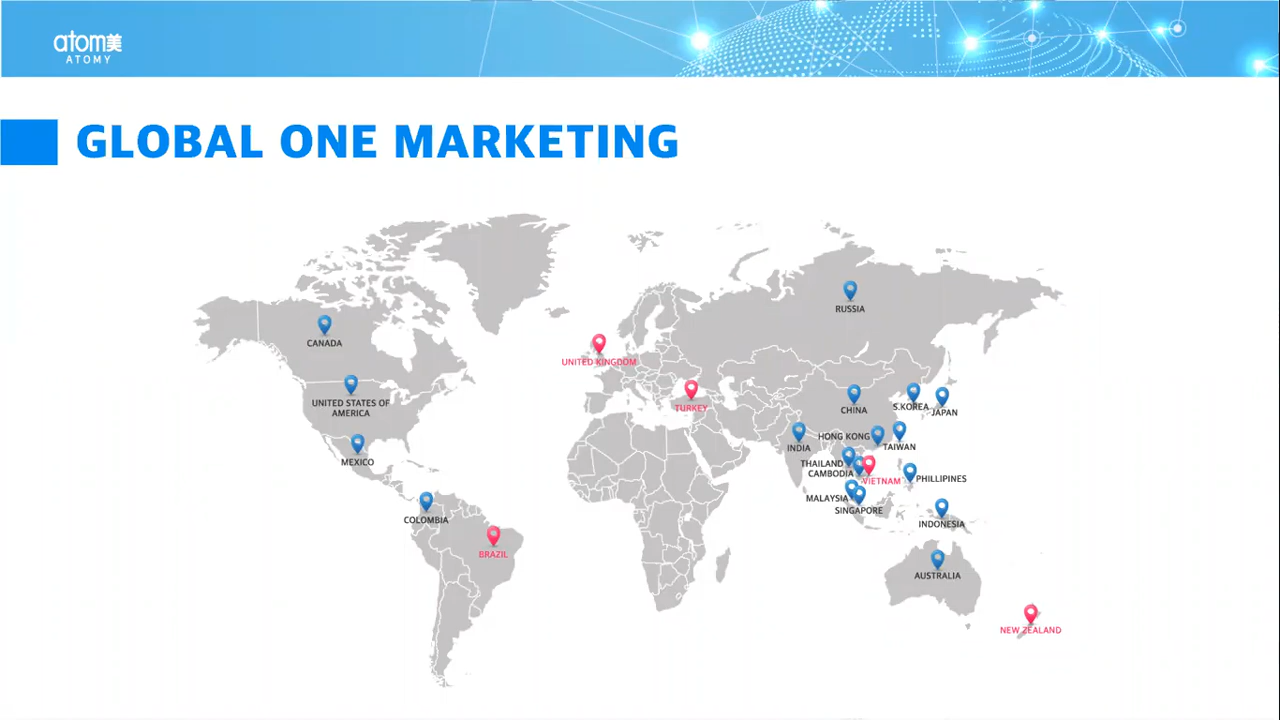 atom美
ATOMY
GLOBAL ONE MARKETING
RUSSIA
CANADA
UNITED KINGDOM
UNITED STATES OF
AMERICA
TURKEY
CHINA
S.KOREA
JAPAN
MEXICO
INDIA
HONG KONG
TAIWAN
THAILAND
CAMBODIA
VIETNAM
PHILLIPINES
MALAYSIA
SINGAPORE
COLOMBIA
INDONESIA
BRAZIL
AUSTRALIA
NEW ZEALAND